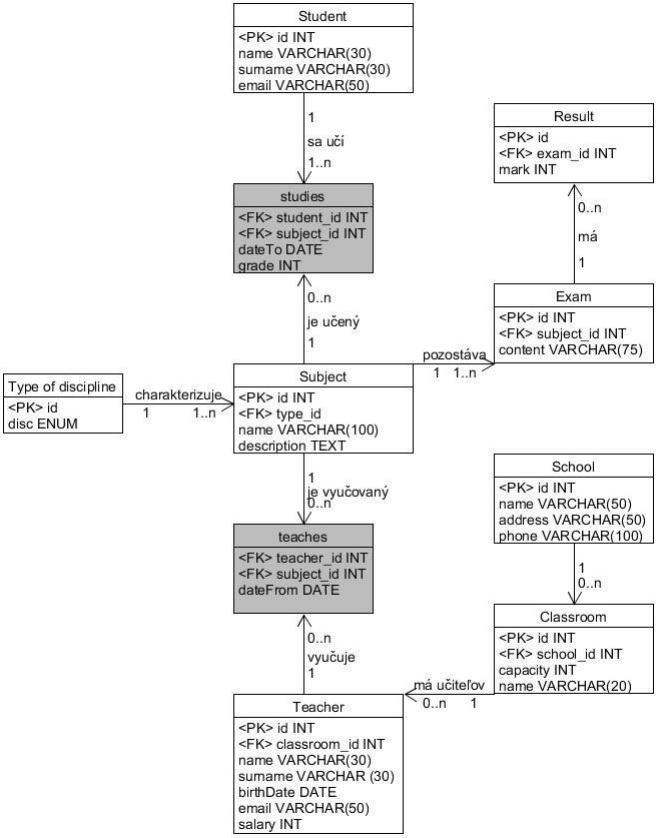 Student
<PK> id INT
name VARCHAR(30)
surname VARCHAR(30)
email VARCHAR(50)
1
sa učí
1..n
studies
<FK> student_id INT
<FK> subject_id INT
dateTo DATE
grade INT
0..n
je učený
1
Result
<PK> id
<FK> exam_id INT
mark INT
0..n
má
1
Exam
<PK> id INT
<FK> subject_id INT
content VARCHAR(75)
pozostáva
1 1..n
Type of discipline
<PK> id
disc ENUM
charakterizuje
1 1..n
Subject
<PK> id INT
<FK> type_id
name VARCHAR(100)
description TEXT
1
je vyučovaný
0..n
teaches
<FK> teacher_id INT
<FK> subject_id INT
dateFrom DATE
0..n
vyučuje
1
School
<PK> id INT
name VARCHAR(50)
address VARCHAR(50)
phone VARCHAR(100)
1
0..n
Classroom
<PK> id INT
<FK> school_id INT
capacity INT
name VARCHAR(20)
má učiteľov
0..n 1
Teacher
<PK> id INT
<FK> classroom_id INT
name VARCHAR(30)
surname VARCHAR (30)
birthDate DATE
email VARCHAR(50)
salary INT